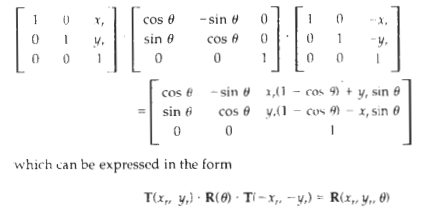 [ 1 0 x_r ] [ cos θ -sin θ 0 ] [ 1 0 -x_r ]
[ 0 1 y_r ] · [ sin θ cos θ 0 ] · [ 0 1 -y_r ]
[ 0 0 1 ] [ 0 0 1 ] [ 0 0 1 ]
[ cos θ -sin θ x_r(1 - cos θ) + y_r sin θ ]
= [ sin θ cos θ y_r(1 - cos θ) - x_r sin θ ]
[ 0 0 1 ]
which can be expressed in the form
T(x_r, y_r) · R(θ) · T(-x_r, -y_r) = R(x_r, y_r, θ)